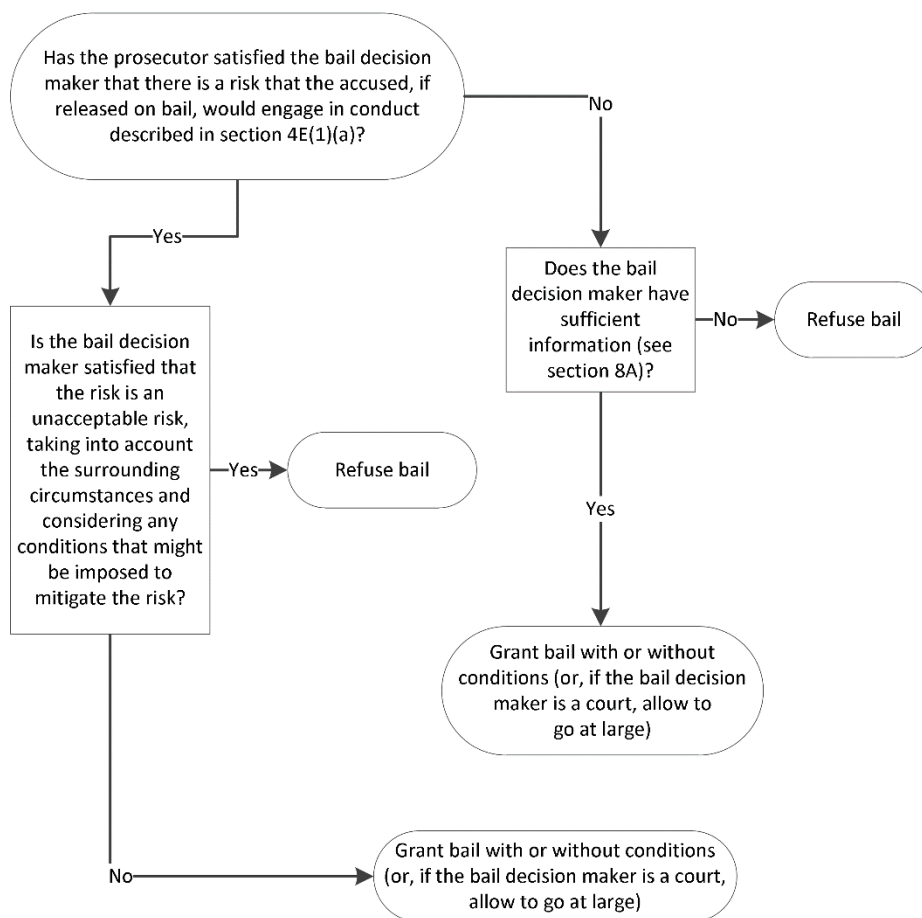 Has the prosecutor satisfied the bail decision
maker that there is a risk that the accused, if
released on bail, would engage in conduct
described in section 4E(1)(a)?
No
Yes
Does the bail
decision maker have
sufficient
information (see
section 8A)?
No
Refuse bail
Is the bail decision
maker satisfied that
the risk is an
unacceptable risk,
taking into account
the surrounding
circumstances and
considering any
conditions that might
be imposed to
mitigate the risk?
Yes
Refuse bail
Yes
Grant bail with or without
conditions (or, if the bail decision
maker is a court, allow to
go at large)
No
Grant bail with or without conditions
(or, if the bail decision maker is a court,
allow to go at large)